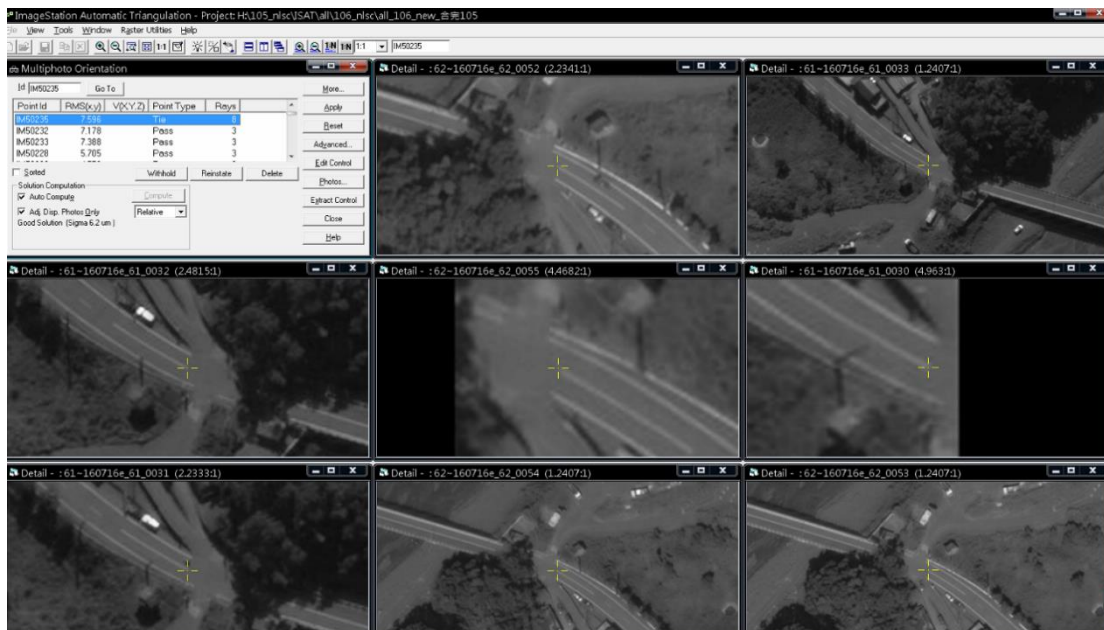 ImageStation Automatic Triangulation - Project: H:\105_nlsc\ISAT\all\106_nlsc\all_106_new_含完105
File View Tools Window Raster Utilities Help
1:1 1:N 1:N 1:1 IM50235
Multiphoto Orientation
Id IM50235 Go To More...
Point Id RMS(x,y) V(X,Y,Z) Point Type Rays Apply
IM50235 7.596 Tie 8
IM50232 7.178 Pass 3 Reset
IM50233 7.388 Pass 3 Advanced...
IM50228 5.705 Pass 3
Sorted Withhold Reinstate Delete Edit Control
Solution Computation Photos...
Auto Compute Compute Extract Control
Adj. Disp. Photos Only Relative Close
Good Solution (Sigma 6.2 um) Help
Detail - :62~160716e_62_0052 (2.2341:1)
Detail - :61~160716e_61_0033 (1.2407:1)
Detail - :61~160716e_61_0032 (2.4815:1)
Detail - :62~160716e_62_0055 (4.4682:1)
Detail - :61~160716e_61_0030 (4.963:1)
Detail - :61~160716e_61_0031 (2.2333:1)
Detail - :62~160716e_62_0054 (1.2407:1)
Detail - :62~160716e_62_0053 (1.2407:1)